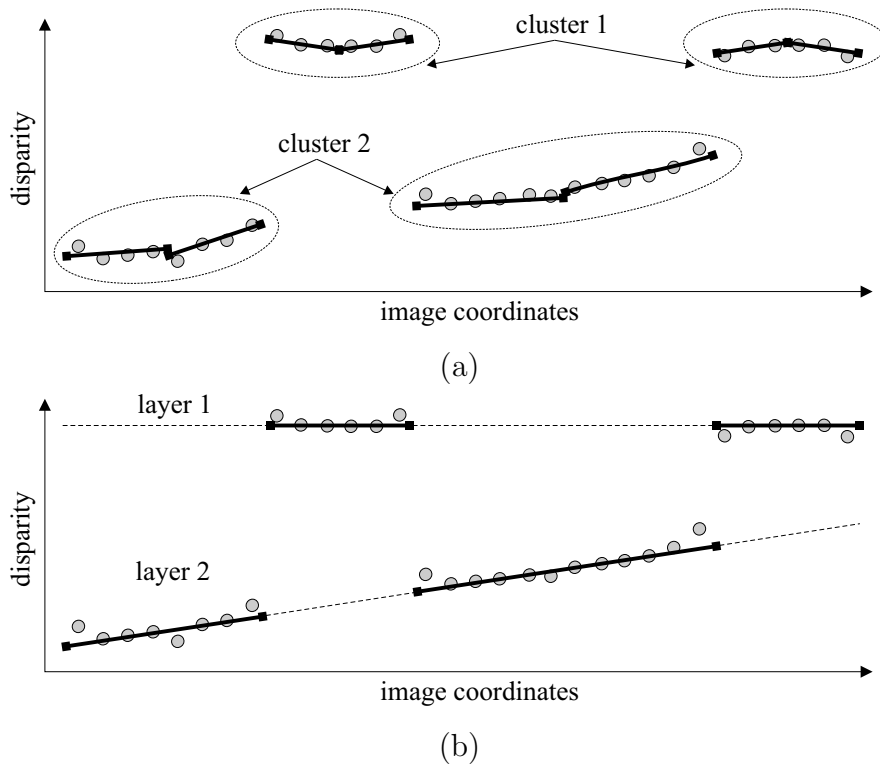 cluster 1
cluster 2
disparity
image coordinates
(a)
layer 1
layer 2
disparity
image coordinates
(b)